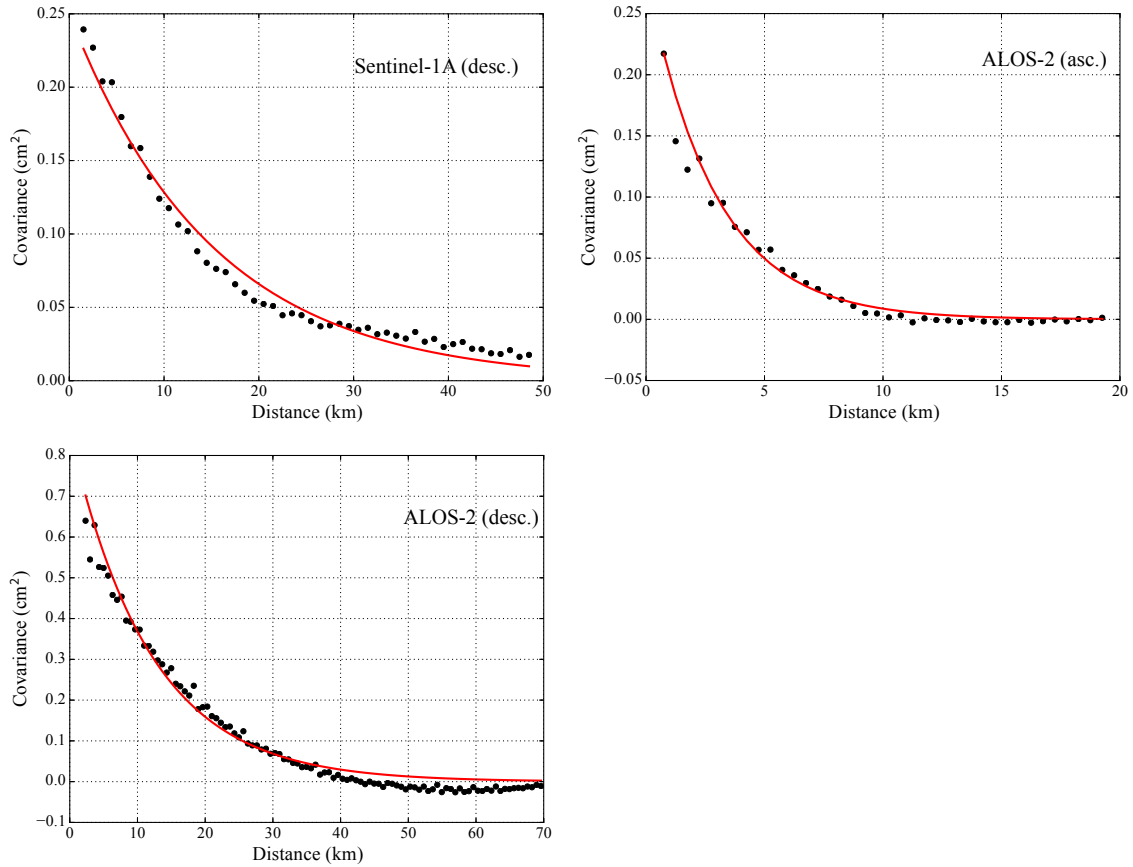 Sentinel-1A (desc.)
0.25
0.20
0.15
0.10
0.05
0.00
Covariance (cm²)
0 10 20 30 40 50
Distance (km)
ALOS-2 (asc.)
0.25
0.20
0.15
0.10
0.05
0.00
−0.05
Covariance (cm²)
0 5 10 15 20
Distance (km)
ALOS-2 (desc.)
0.8
0.7
0.6
0.5
0.4
0.3
0.2
0.1
0.0
−0.1
Covariance (cm²)
0 10 20 30 40 50 60 70
Distance (km)